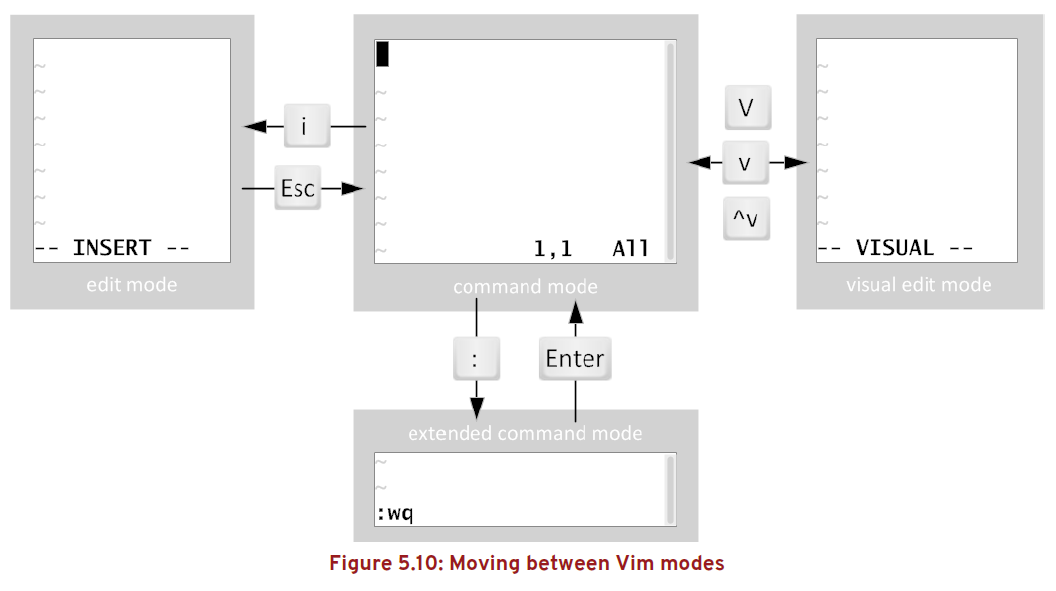 ~
~
~
~
~
~
~
-- INSERT --
edit mode
i
Esc
~
~
~
~
~
~
~
1,1 All
command mode
V
v
^v
~
~
~
~
~
~
~
-- VISUAL --
visual edit mode
:
Enter
extended command mode
~
~
:wq
Figure 5.10: Moving between Vim modes